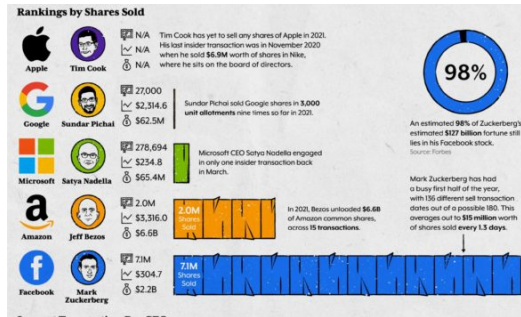 Rankings by Shares Sold
Apple
Tim Cook
N/A
N/A
N/A
Tim Cook has yet to sell any shares of Apple in 2021.
His last insider transaction was in November 2020
when he sold $6.9M worth of shares in Nike,
where he sits on the board of directors.
Google
Sundar Pichai
27,000
$2,314.6
$62.5M
Sundar Pichai sold Google shares in 3,000
unit allotments nine times so far in 2021.
Microsoft
Satya Nadella
278,694
$234.8
$65.4M
Microsoft CEO Satya Nadella engaged
in only one insider transaction back
in March.
a
Amazon
Jeff Bezos
2.0M
$3,316.0
$6.6B
2.0M
Shares
Sold
In 2021, Bezos unloaded $6.6B
of Amazon common shares,
across 15 transactions.
f
Facebook
Mark
Zuckerberg
7.1M
$304.7
$2.2B
7.1M
Shares
Sold
98%
An estimated 98% of Zuckerberg's
estimated $127 billion fortune still
lies in his Facebook stock.
Source: Forbes
Mark Zuckerberg has had
a busy first half of the year,
with 136 different sell transaction
dates out of a possible 180. This
averages out to $15 million worth
of shares sold every 1.3 days.